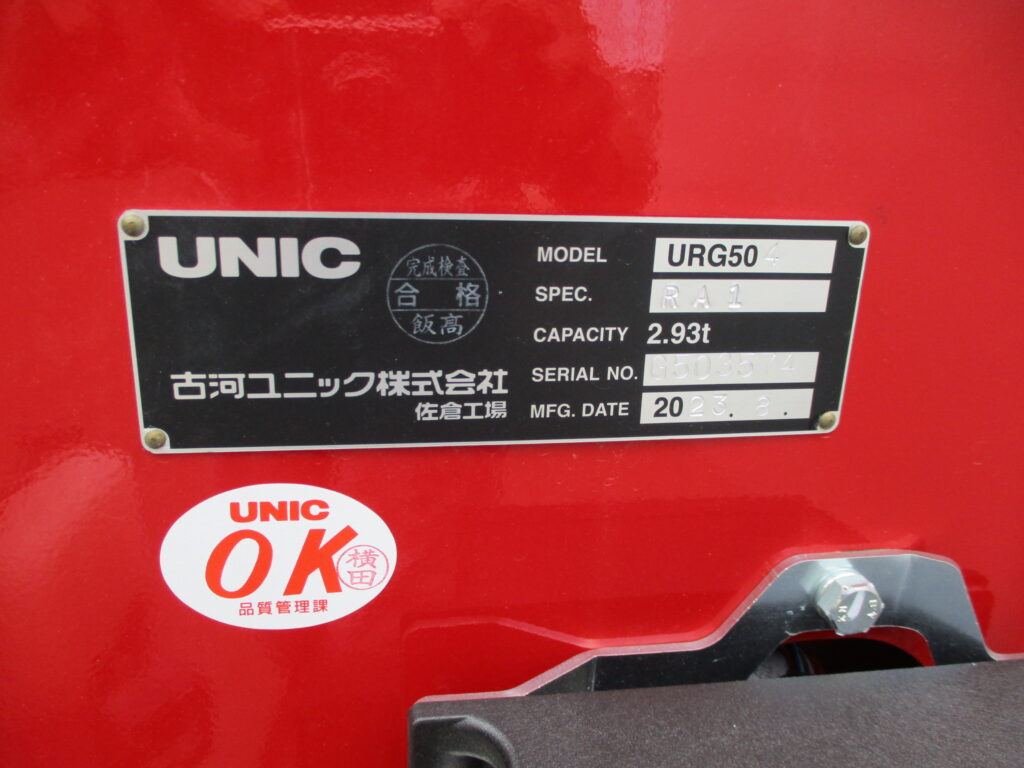 UNIC
完成検査
合格
飯髙
古河ユニック株式会社
佐倉工場
MODEL URG504
SPEC. RA1
CAPACITY 2.93t
SERIAL NO. G503574
MFG. DATE 2023.8.
UNIC
OK
横田
品質管理課